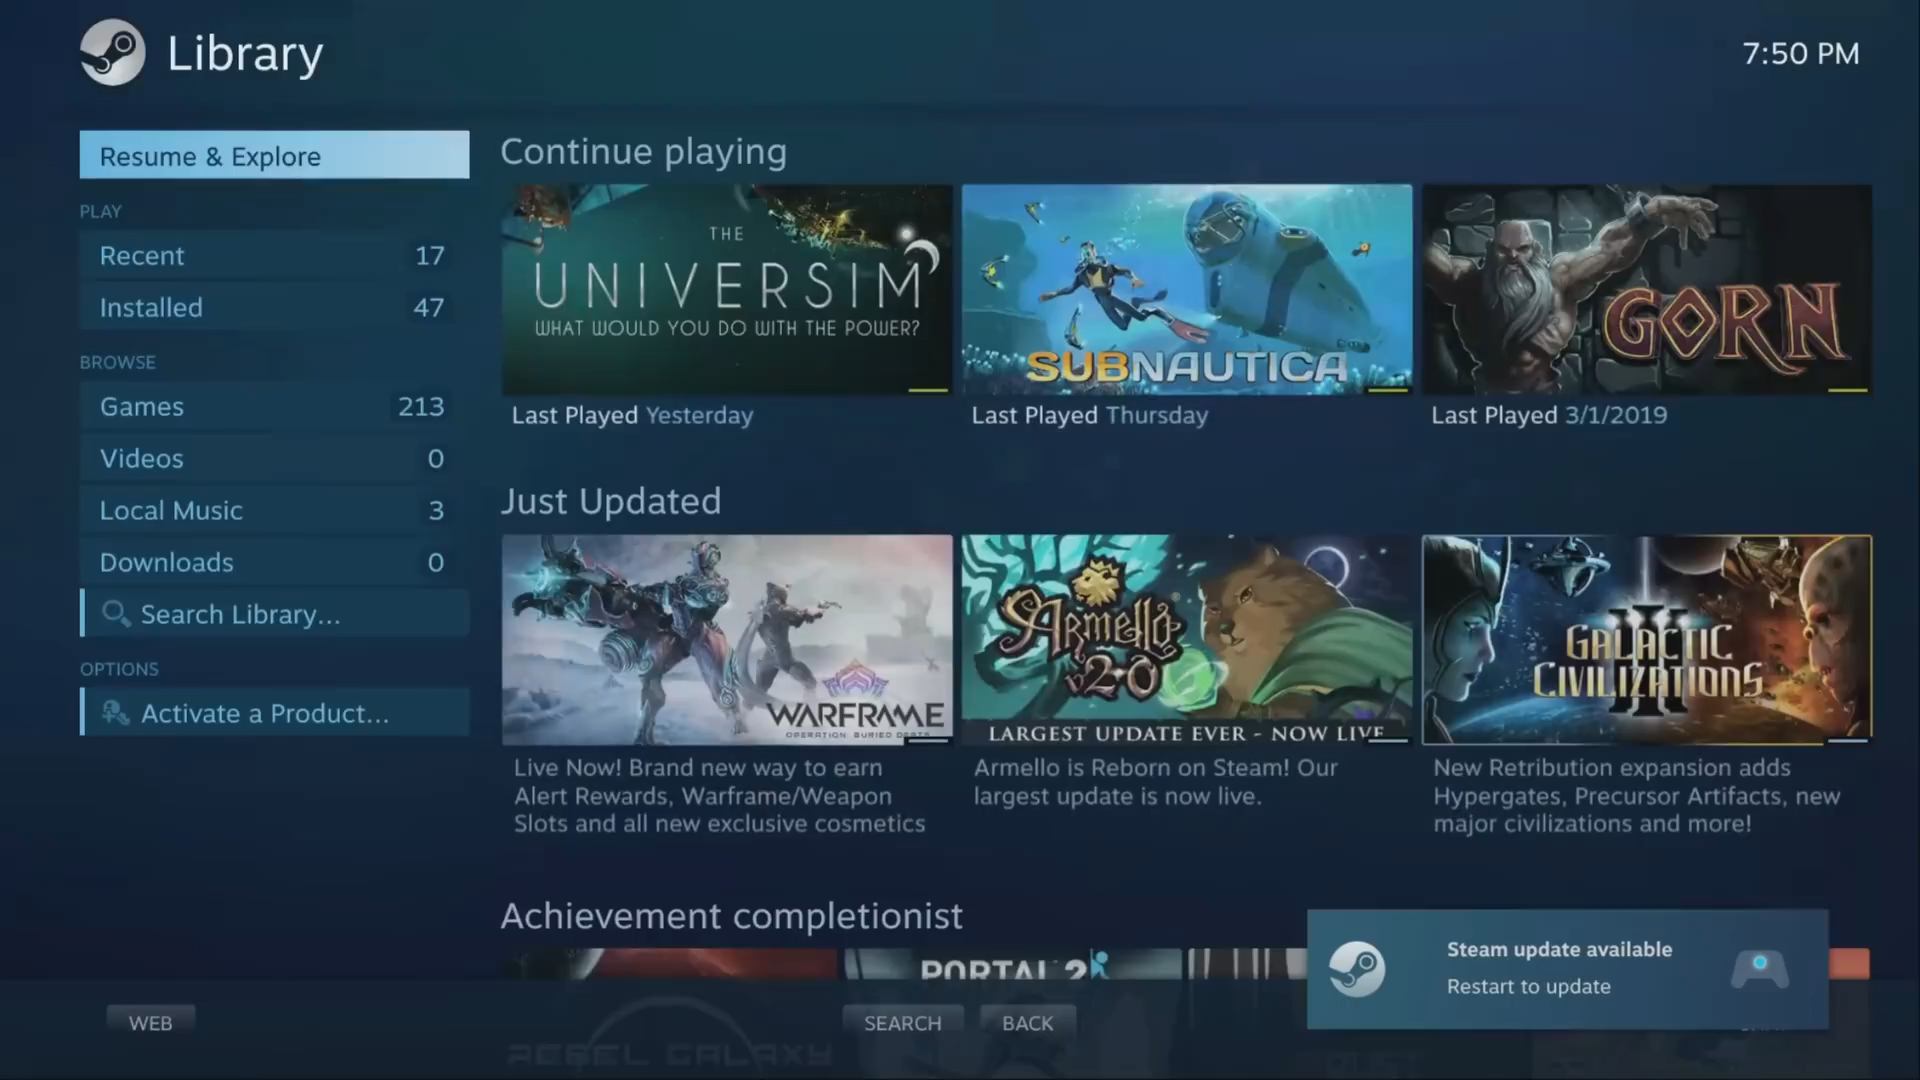 Library
7:50 PM
Resume & Explore
PLAY
Recent 17
Installed 47
BROWSE
Games 213
Videos 0
Local Music 3
Downloads 0
Search Library...
OPTIONS
Activate a Product...
Continue playing
THE
UNIVERSIM
WHAT WOULD YOU DO WITH THE POWER?
Last Played Yesterday
SUBNAUTICA
Last Played Thursday
GORN
Last Played 3/1/2019
Just Updated
WARFRAME
OPERATION: BURIED DEBTS
Live Now! Brand new way to earn
Alert Rewards, Warframe/Weapon
Slots and all new exclusive cosmetics
Armello®
v2.0
LARGEST UPDATE EVER - NOW LIVE
Armello is Reborn on Steam! Our
largest update is now live.
GALACTIC
III
CIVILIZATIONS
New Retribution expansion adds
Hypergates, Precursor Artifacts, new
major civilizations and more!
Achievement completionist
PORTAL 2
REBEL GALAXY
Steam update available
Restart to update
WEB
SEARCH
BACK